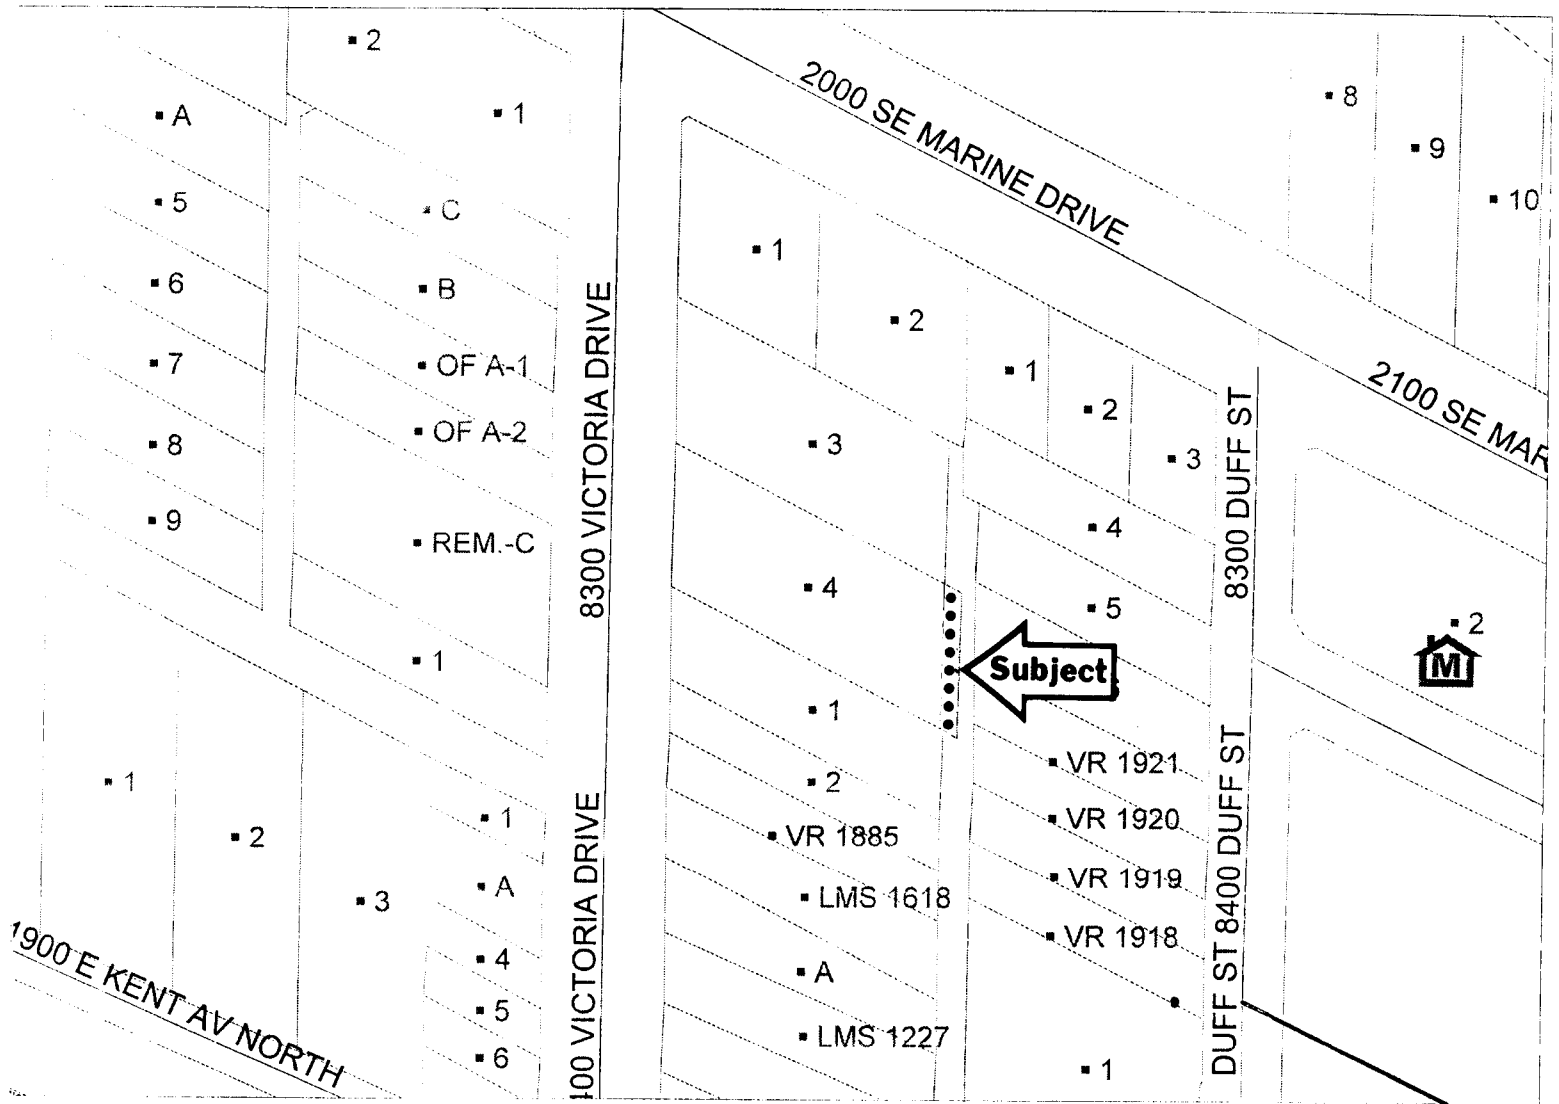 2
A
1
2000 SE MARINE DRIVE
8
9
10
5
C
1
6
B
2
7
OF A-1
1
2100 SE MAR
8
OF A-2
2
3
3
8300 VICTORIA DRIVE
8300 DUFF ST
9
REM.-C
4
4
5
2
M
1
Subject
1
1
2
VR 1921
1
2
VR 1885
VR 1920
A
LMS 1618
VR 1919
3
400 VICTORIA DRIVE
DUFF ST 8400 DUFF ST
1900 E KENT AV NORTH
4
A
VR 1918
5
LMS 1227
6
1